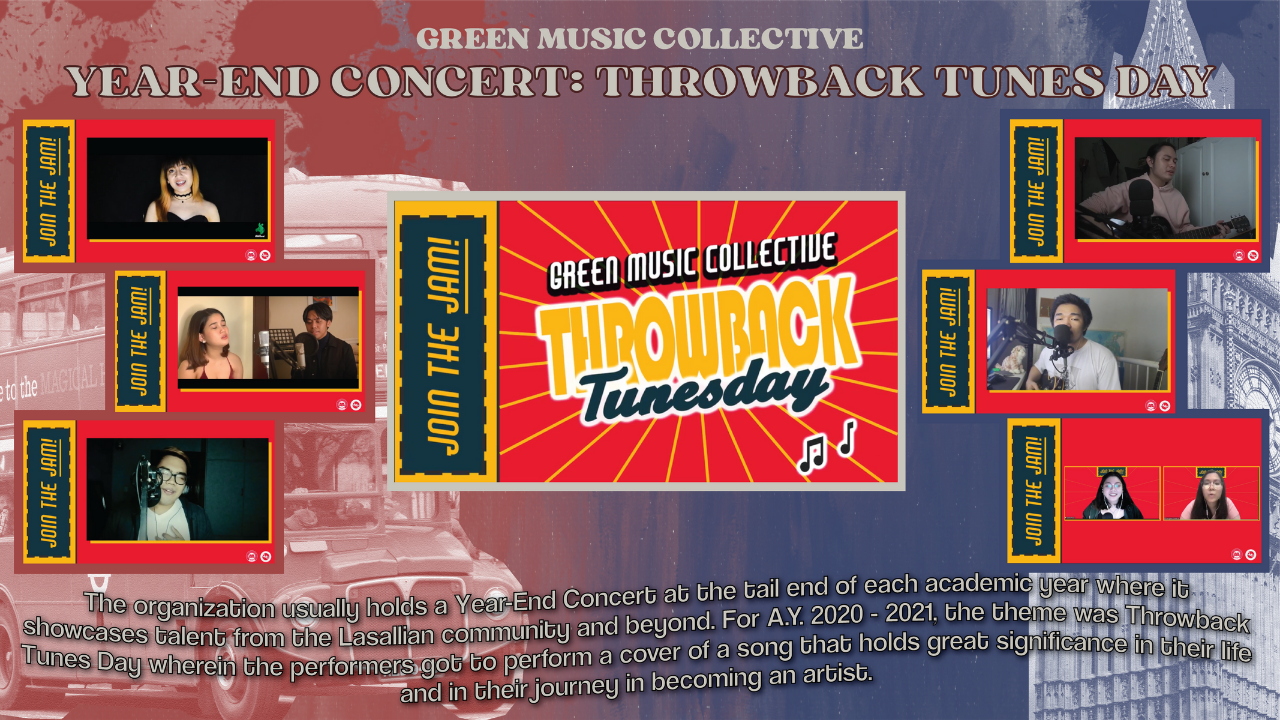 GREEN MUSIC COLLECTIVE
YEAR-END CONCERT: THROWBACK TUNES DAY
JOIN THE JAM!
JOIN THE JAM!
JOIN THE JAM!
JOIN THE JAM!
GREEN MUSIC COLLECTIVE
THROWBACK
Tunesday
JOIN THE JAM!
JOIN THE JAM!
JOIN THE JAM!
e to the MAGICAL
The organization usually holds a Year-End Concert at the tail end of each academic year where it
showcases talent from the Lasallian community and beyond. For A.Y. 2020 - 2021, the theme was Throwback
Tunes Day wherein the performers got to perform a cover of a song that holds great significance in their life
and in their journey in becoming an artist.